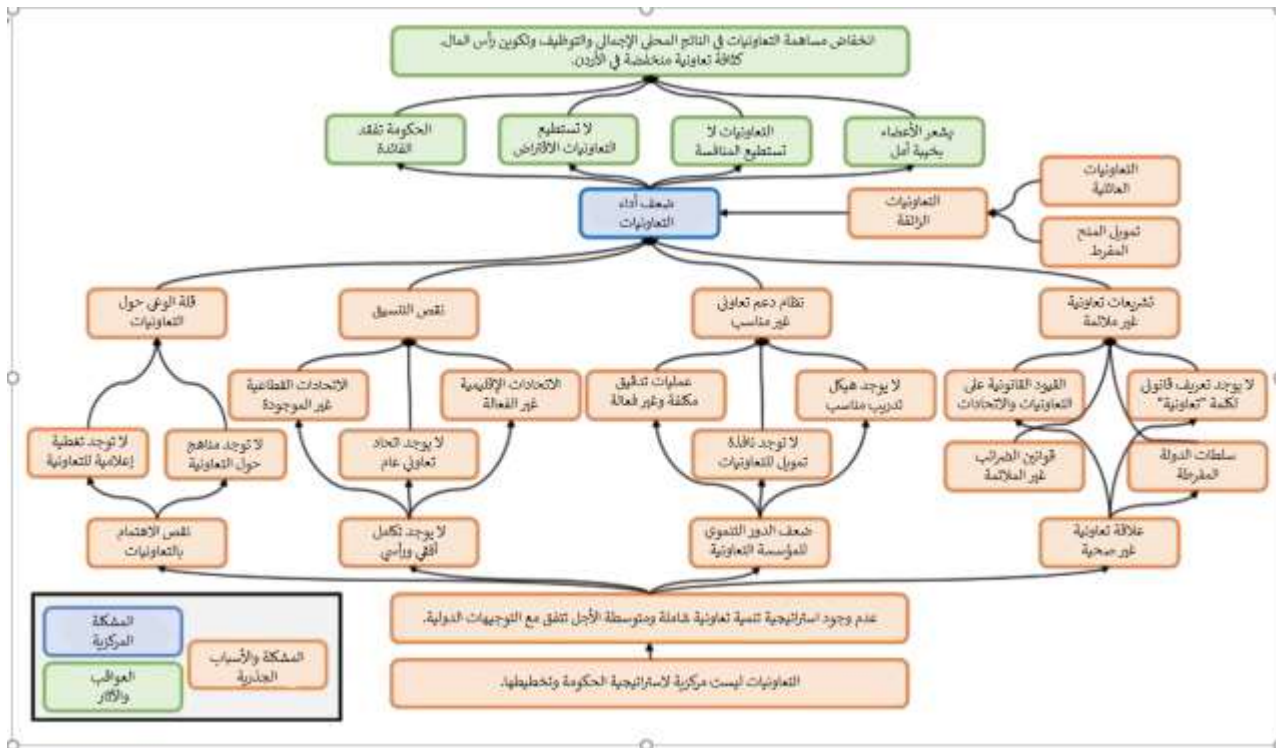 انخفاض مساهمة التعاونيات في الناتج المحلي الإجمالي والتوظيف وتكوين رأس المال.
كثافة تعاونية منخفضة في الأردن.
يشعر الأعضاء
بخيبة أمل
التعاونيات لا
تستطيع المنافسة
لا تستطيع
التعاونيات الاقتراض
الحكومة تفقد
الفائدة
التعاونيات
العائلية
تمويل المنح
المفرط
التعاونيات
الزائفة
ضعف أداء
التعاونيات
تشريعات تعاونية
غير ملائمة
نظام دعم تعاوني
غير مناسب
نقص التنسيق
قلة الوعي حول
التعاونيات
لا يوجد تعريف قانوني
لكلمة "تعاونية"
القيود القانونية على
التعاونيات والاتحادات
لا يوجد هيكل
تدريب مناسب
عمليات تدقيق
مكلفة وغير فعالة
الاتحادات الإقليمية
غير الفعالة
الاتحادات القطاعية
غير الموجودة
سلطات الدولة
المفرطة
قوانين الضرائب
غير الملائمة
لا توجد نافذة
تمويل للتعاونيات
لا يوجد اتحاد
تعاوني عام
لا توجد مناهج
حول التعاونية
لا توجد تغطية
إعلامية للتعاونية
علاقة تعاونية
غير صحية
ضعف الدور التنموي
للمؤسسة التعاونية
لا يوجد تكامل
أفقي ورأسي
نقص الاهتمام
بالتعاونيات
عدم وجود استراتيجية تنمية تعاونية شاملة ومتوسطة الأجل تتفق مع التوجيهات الدولية.
التعاونيات ليست مركزية لاستراتيجية الحكومة وتخطيطها.
المشكلة
المركزية
المشكلة والأسباب
الجذرية
العواقب
والآثار